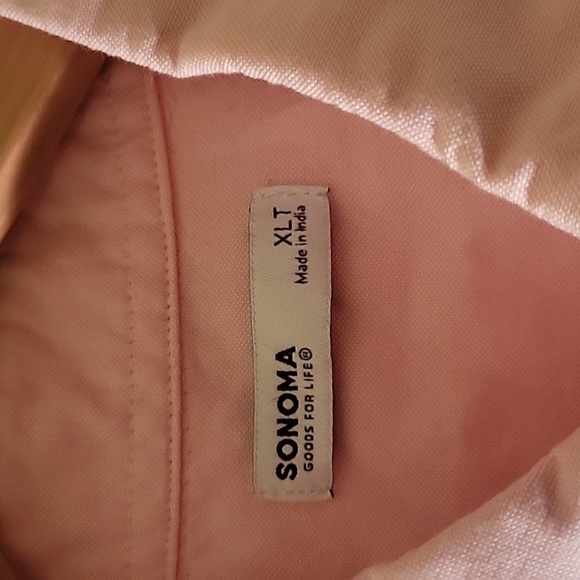 SONOMA
GOODS FOR LIFE®
XLT
Made in India